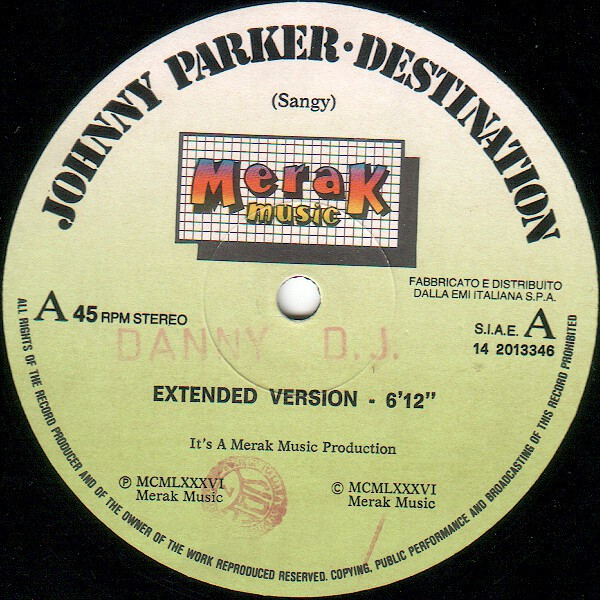 JOHNNY PARKER·DESTINATION
(Sangy)
Merak
music
FABBRICATO E DISTRIBUITO
DALLA EMI ITALIANA S.P.A.
A 45 RPM STEREO
S.I.A.E. A
14 2013346
DANNY D.J.
EXTENDED VERSION - 6'12"
It's A Merak Music Production
Ⓟ MCMLXXXVI
Merak Music
© MCMLXXXVI
Merak Music
ALL RIGHTS OF THE RECORD PRODUCER AND OF THE OWNER OF THE WORK REPRODUCED RESERVED. COPYING, PUBLIC PERFORMANCE AND BROADCASTING OF THIS RECORD PROHIBITED